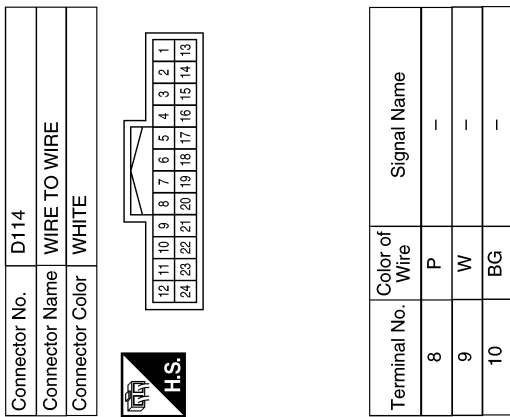 Connector No. D114
Connector Name WIRE TO WIRE
Connector Color WHITE
H.S.
12 11 10 9 8 7 6 5 4 3 2 1
24 23 22 21 20 19 18 17 16 15 14 13
Terminal No. Color of Wire Signal Name
8 P –
9 W –
10 BG –